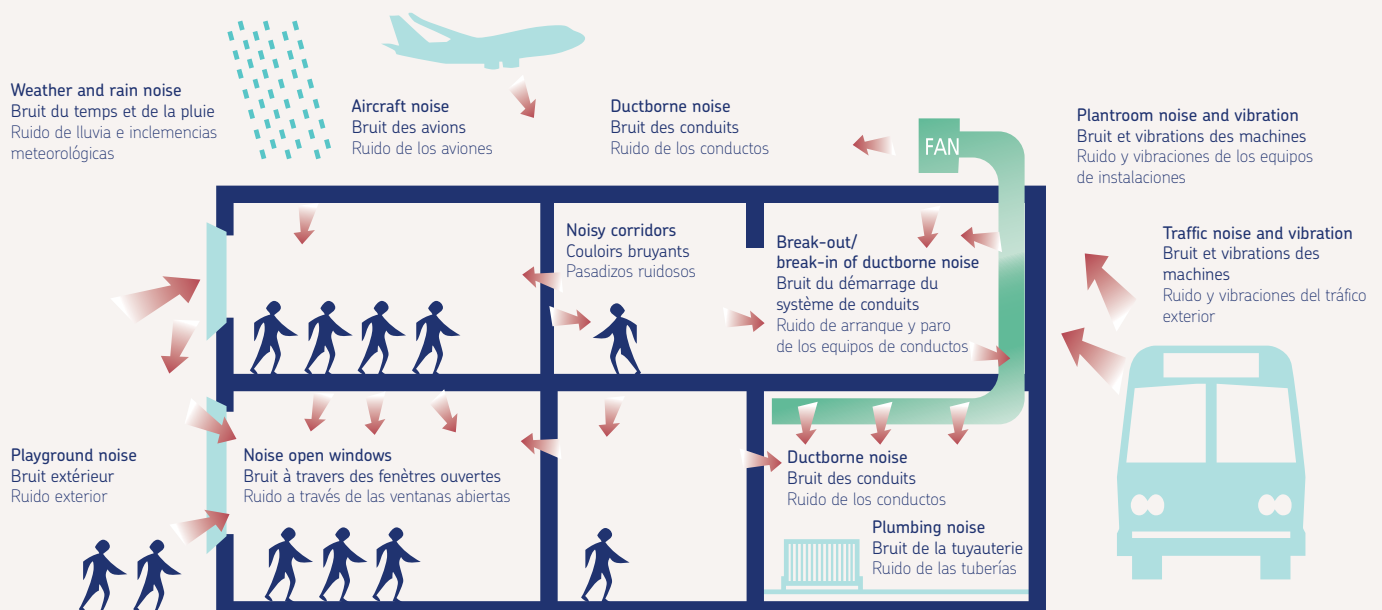 Weather and rain noise
Bruit du temps et de la pluie
Ruido de lluvia e inclemencias
meteorológicas
Aircraft noise
Bruit des avions
Ruido de los aviones
Ductborne noise
Bruit des conduits
Ruido de los conductos
FAN
Plantroom noise and vibration
Bruit et vibrations des machines
Ruido y vibraciones de los equipos
de instalaciones
Noisy corridors
Couloirs bruyants
Pasadizos ruidosos
Break-out/
break-in of ductborne noise
Bruit du démarrage du
système de conduits
Ruido de arranque y paro
de los equipos de conductos
Traffic noise and vibration
Bruit et vibrations des
machines
Ruido y vibraciones del tráfico
exterior
Playground noise
Bruit extérieur
Ruido exterior
Noise open windows
Bruit à travers des fenètres ouvertes
Ruido a través de las ventanas abiertas
Ductborne noise
Bruit des conduits
Ruido de los conductos
Plumbing noise
Bruit de la tuyauterie
Ruido de las tuberías